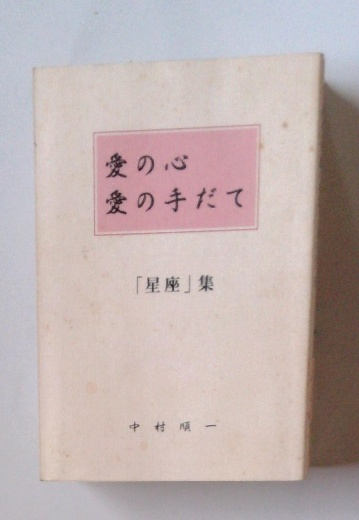 愛の心
愛の手だて
「星座」集
中村順一